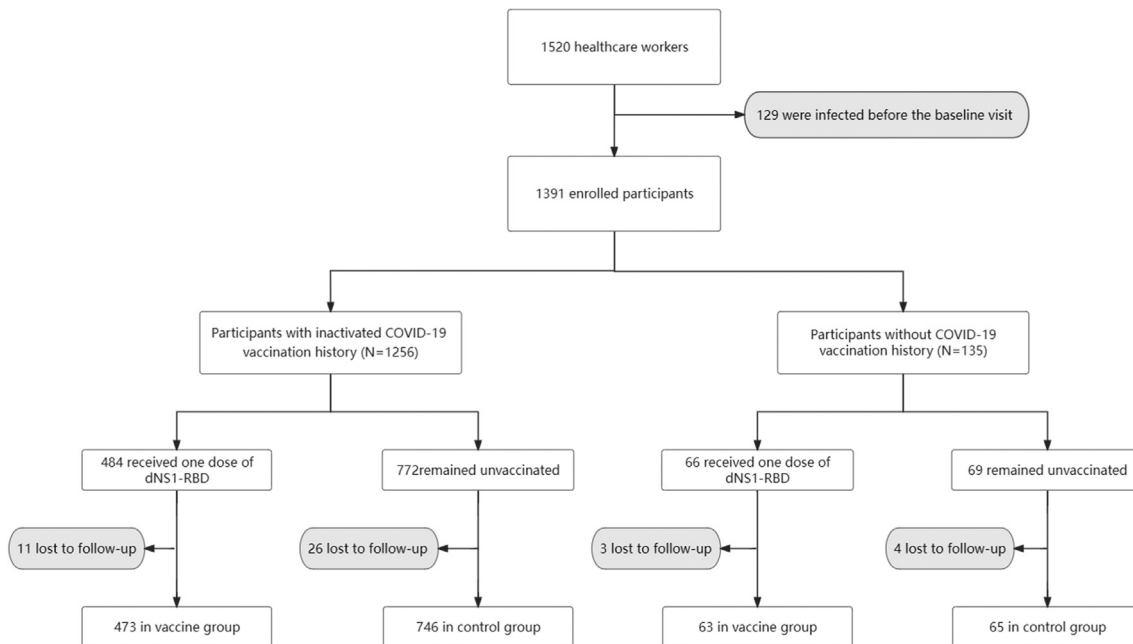 1520 healthcare workers
129 were infected before the baseline visit
1391 enrolled participants
Participants with inactivated COVID-19
vaccination history (N=1256)
Participants without COVID-19
vaccination history (N=135)
484 received one dose of
dNS1-RBD
772remained unvaccinated
66 received one dose of
dNS1-RBD
69 remained unvaccinated
11 lost to follow-up
26 lost to follow-up
3 lost to follow-up
4 lost to follow-up
473 in vaccine group
746 in control group
63 in vaccine group
65 in control group